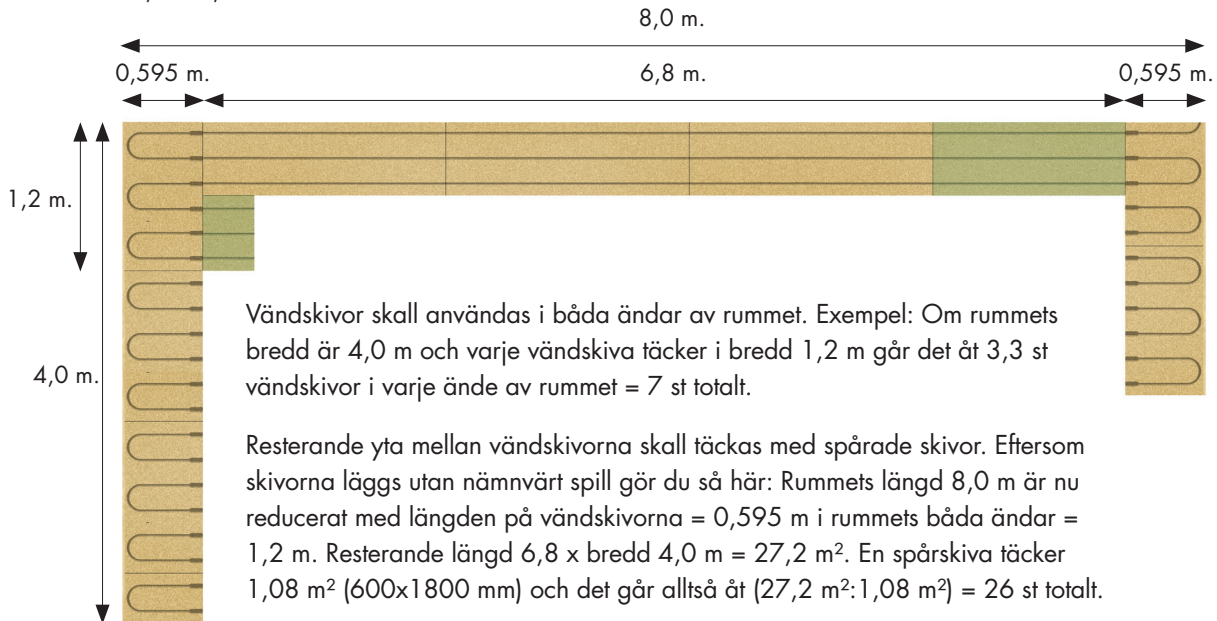 8,0 m.
0,595 m.
6,8 m.
0,595 m.
1,2 m.
4,0 m.
Vändskivor skall användas i båda ändar av rummet. Exempel: Om rummets
bredd är 4,0 m och varje vändskiva täcker i bredd 1,2 m går det åt 3,3 st
vändskivor i varje ände av rummet = 7 st totalt.
Resterande yta mellan vändskivorna skall täckas med spårade skivor. Eftersom
skivorna läggs utan nämnvärt spill gör du så här: Rummets längd 8,0 m är nu
reducerat med längden på vändskivorna = 0,595 m i rummets båda ändar =
1,2 m. Resterande längd 6,8 x bredd 4,0 m = 27,2 m². En spårskiva täcker
1,08 m² (600x1800 mm) och det går alltså åt (27,2 m²:1,08 m²) = 26 st totalt.